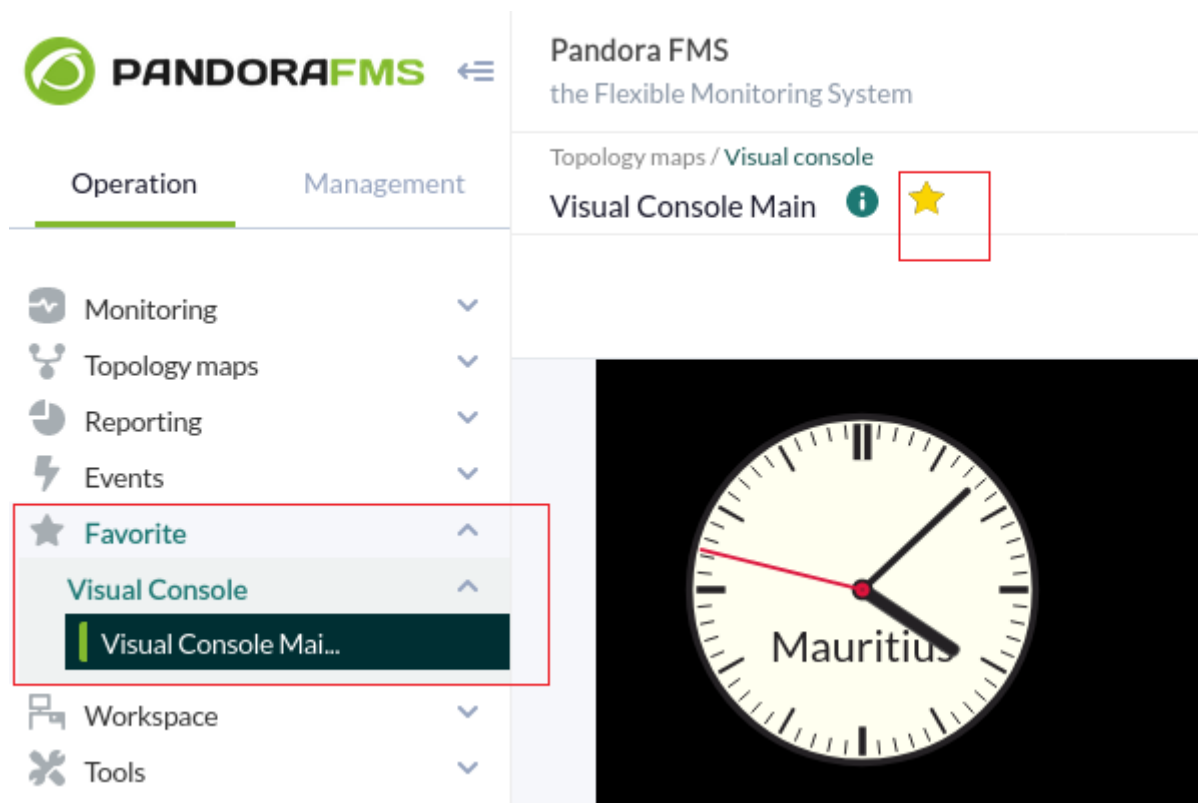 PANDORAFMS
Operation
Management
Monitoring
Topology maps
Reporting
Events
Favorite
Visual Console
Visual Console Mai...
Workspace
Tools
Pandora FMS
the Flexible Monitoring System
Topology maps / Visual console
Visual Console Main
Mauritius